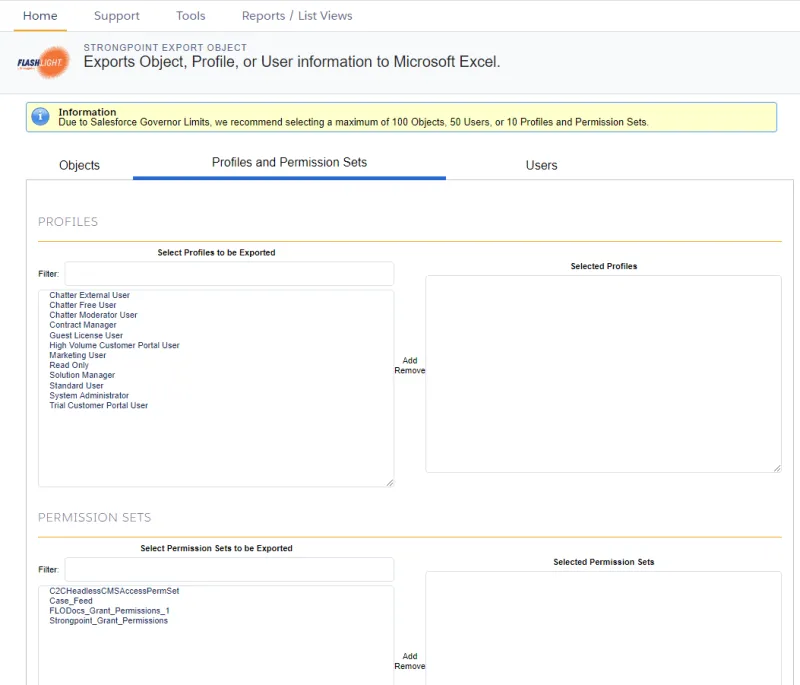 Home Support Tools Reports / List Views
FLASHLIGHT
STRONGPOINT EXPORT OBJECT
Exports Object, Profile, or User information to Microsoft Excel.
Information
Due to Salesforce Governor Limits, we recommend selecting a maximum of 100 Objects, 50 Users, or 10 Profiles and Permission Sets.
Objects Profiles and Permission Sets Users
PROFILES
Select Profiles to be Exported
Selected Profiles
Filter:
Chatter External User
Chatter Free User
Chatter Moderator User
Contract Manager
Guest License User
High Volume Customer Portal User
Marketing User
Read Only
Solution Manager
Standard User
System Administrator
Trial Customer Portal User
Add
Remove
PERMISSION SETS
Select Permission Sets to be Exported
Selected Permission Sets
Filter:
C2CHeadlessCMSAccessPermSet
Case_Feed
FLODocs_Grant_Permissions_1
Strongpoint_Grant_Permissions
Add
Remove